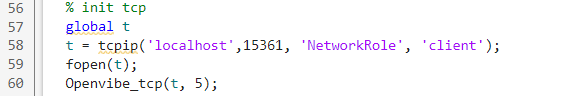 56 % init tcp
57 global t
58 t = tcpip('localhost',15361, 'NetworkRole', 'client');
59 fopen(t);
60 Openvibe_tcp(t, 5);